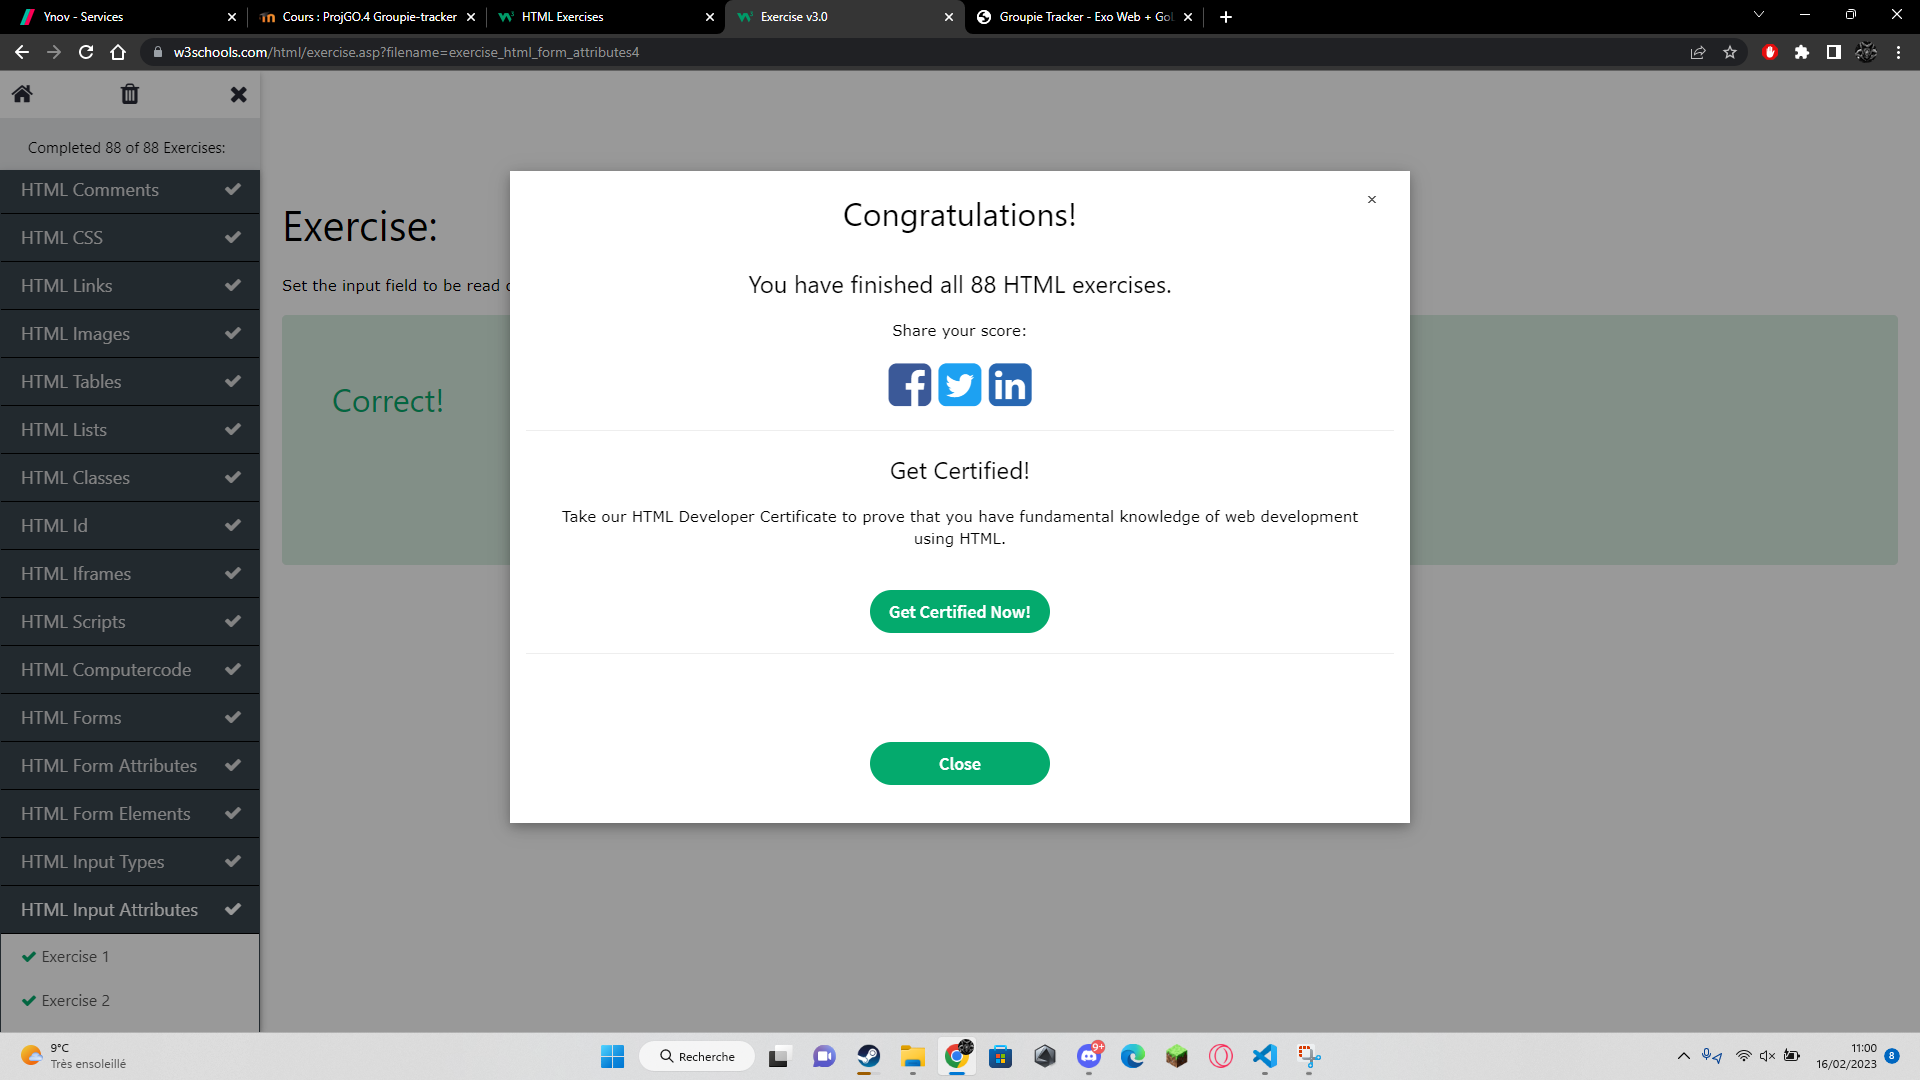 Ynov - Services
Cours : ProjGO.4 Groupie-tracker
HTML Exercises
Exercise v3.0
Groupie Tracker - Exo Web + GoL
w3schools.com/html/exercise.asp?filename=exercise_html_form_attributes4
Completed 88 of 88 Exercises:
HTML Comments
HTML CSS
HTML Links
HTML Images
HTML Tables
HTML Lists
HTML Classes
HTML Id
HTML Iframes
HTML Scripts
HTML Computercode
HTML Forms
HTML Form Attributes
HTML Form Elements
HTML Input Types
HTML Input Attributes
Exercise 1
Exercise 2
Exercise:
Set the input field to be read
Correct!
×
Congratulations!
You have finished all 88 HTML exercises.
Share your score:
Get Certified!
Take our HTML Developer Certificate to prove that you have fundamental knowledge of web development
using HTML.
Get Certified Now!
Close
9°C
Très ensoleillé
Recherche
9+
11:00
16/02/2023
8